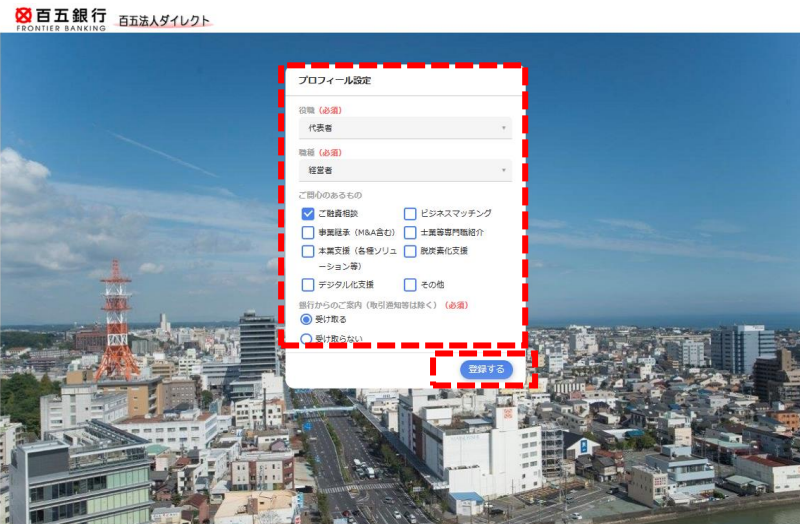 百五銀行
FRONTIER BANKING
百五法人ダイレクト
プロフィール設定
役職（必須）
代表者
職種（必須）
経営者
ご関心のあるもの
ご融資相談
ビジネスマッチング
事業継承（M&A含む）
士業等専門職紹介
本業支援（各種ソリューション等）
脱炭素化支援
デジタル化支援
その他
銀行からのご案内（取引通知等は除く）（必須）
受け取る
受け取らない
登録する